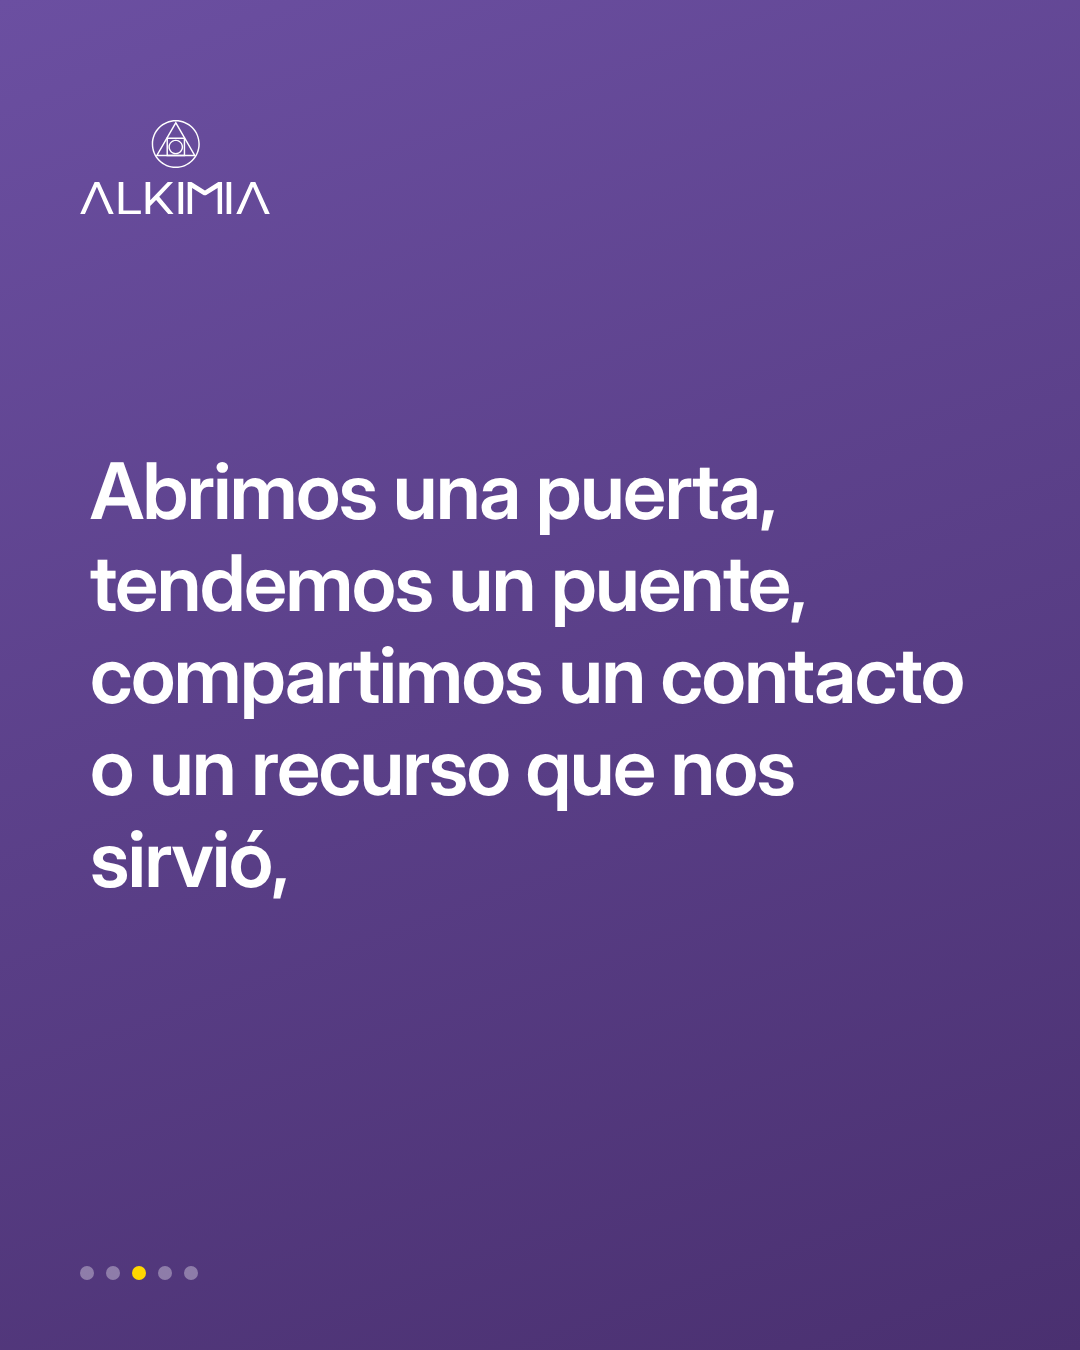 ALKIMIA
Abrimos una puerta,
tendemos un puente,
compartimos un contacto
o un recurso que nos
sirvió,